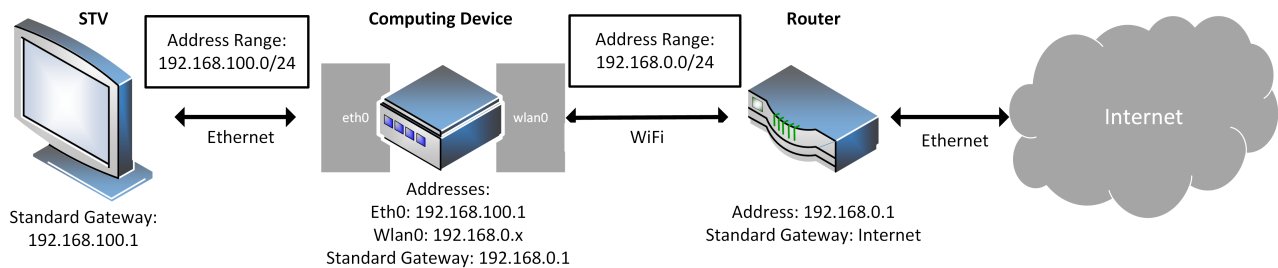 STV
Address Range:
192.168.100.0/24
Ethernet
Standard Gateway:
192.168.100.1
Computing Device
eth0
wlan0
Addresses:
Eth0: 192.168.100.1
Wlan0: 192.168.0.x
Standard Gateway: 192.168.0.1
Address Range:
192.168.0.0/24
WiFi
Router
Address: 192.168.0.1
Standard Gateway: Internet
Ethernet
Internet